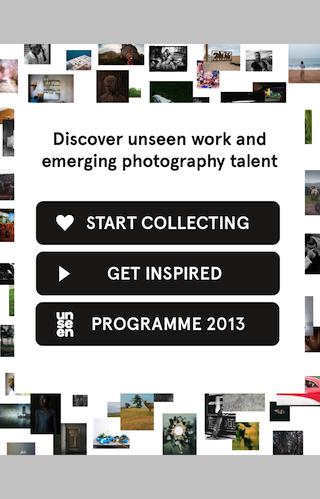 Discover unseen work and
emerging photography talent
START COLLECTING
GET INSPIRED
un
se
en
PROGRAMME 2013